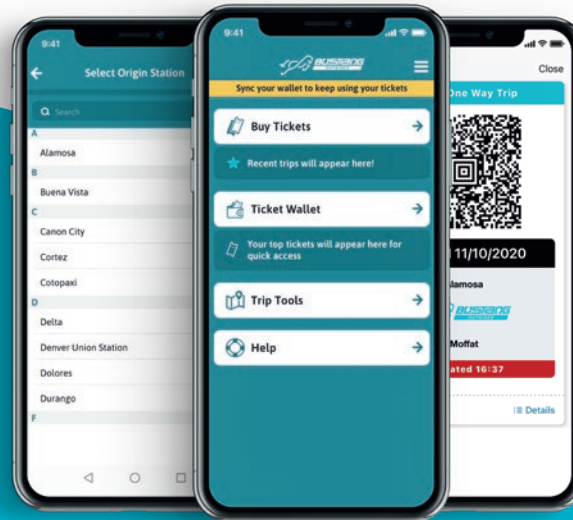 9:41
Select Origin Station
Search
A
Alamosa
B
Buena Vista
C
Canon City
Cortez
Cotopaxi
D
Delta
Denver Union Station
Dolores
Durango
F
9:41
BUSTANG
Sync your wallet to keep using your tickets
Buy Tickets
Recent trips will appear here!
Ticket Wallet
Your top tickets will appear here for
quick access
Trip Tools
Help
Close
One Way Trip
11/10/2020
lamosa
BUSTANG
Moffat
ated 16:37
Details